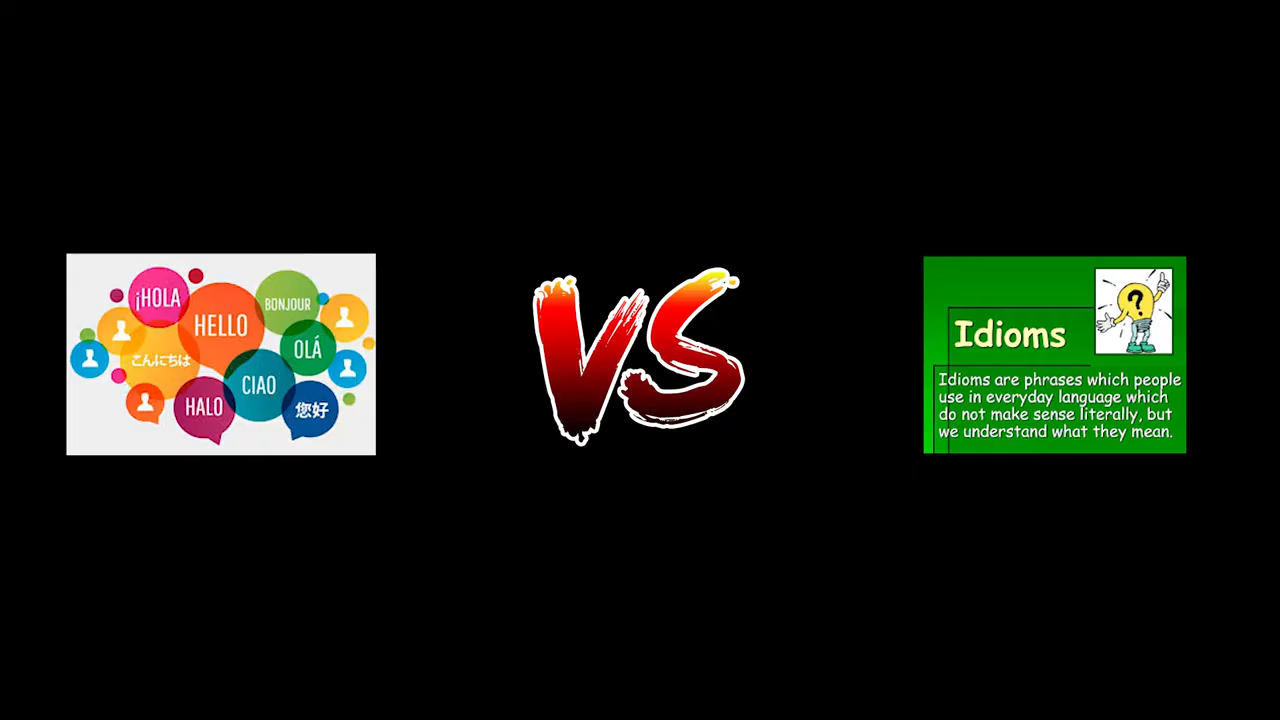 ¡HOLA
HELLO
BONJOUR
こんにちは
OLÁ
CIAO
HALO
您好
VS
?
Idioms
Idioms are phrases which people
use in everyday language which
do not make sense literally, but
we understand what they mean.